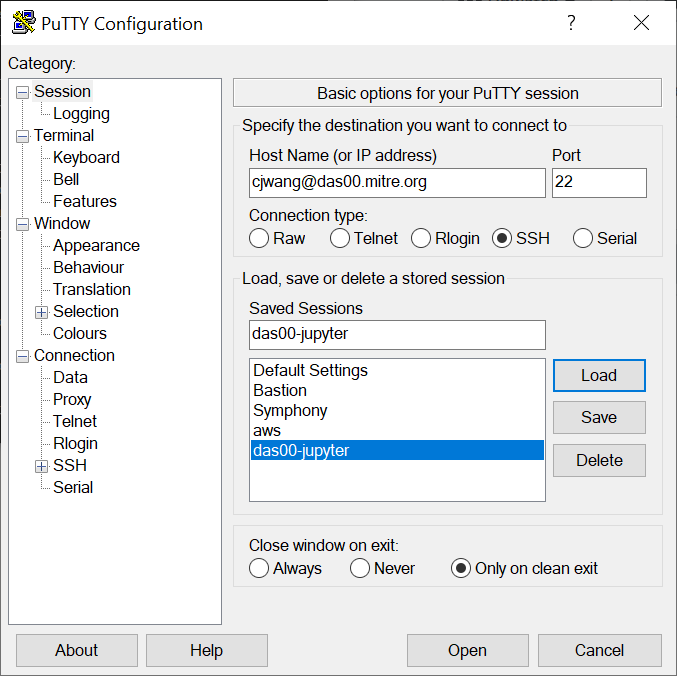 PuTTY Configuration
?
Category:
Session
Logging
Terminal
Keyboard
Bell
Features
Window
Appearance
Behaviour
Translation
Selection
Colours
Connection
Data
Proxy
Telnet
Rlogin
SSH
Serial
Basic options for your PuTTY session
Specify the destination you want to connect to
Host Name (or IP address) Port
cjwang@das00.mitre.org 22
Connection type:
Raw Telnet Rlogin SSH Serial
Load, save or delete a stored session
Saved Sessions
das00-jupyter
Default Settings
Bastion
Symphony
aws
das00-jupyter
Load
Save
Delete
Close window on exit:
Always Never Only on clean exit
About Help Open Cancel